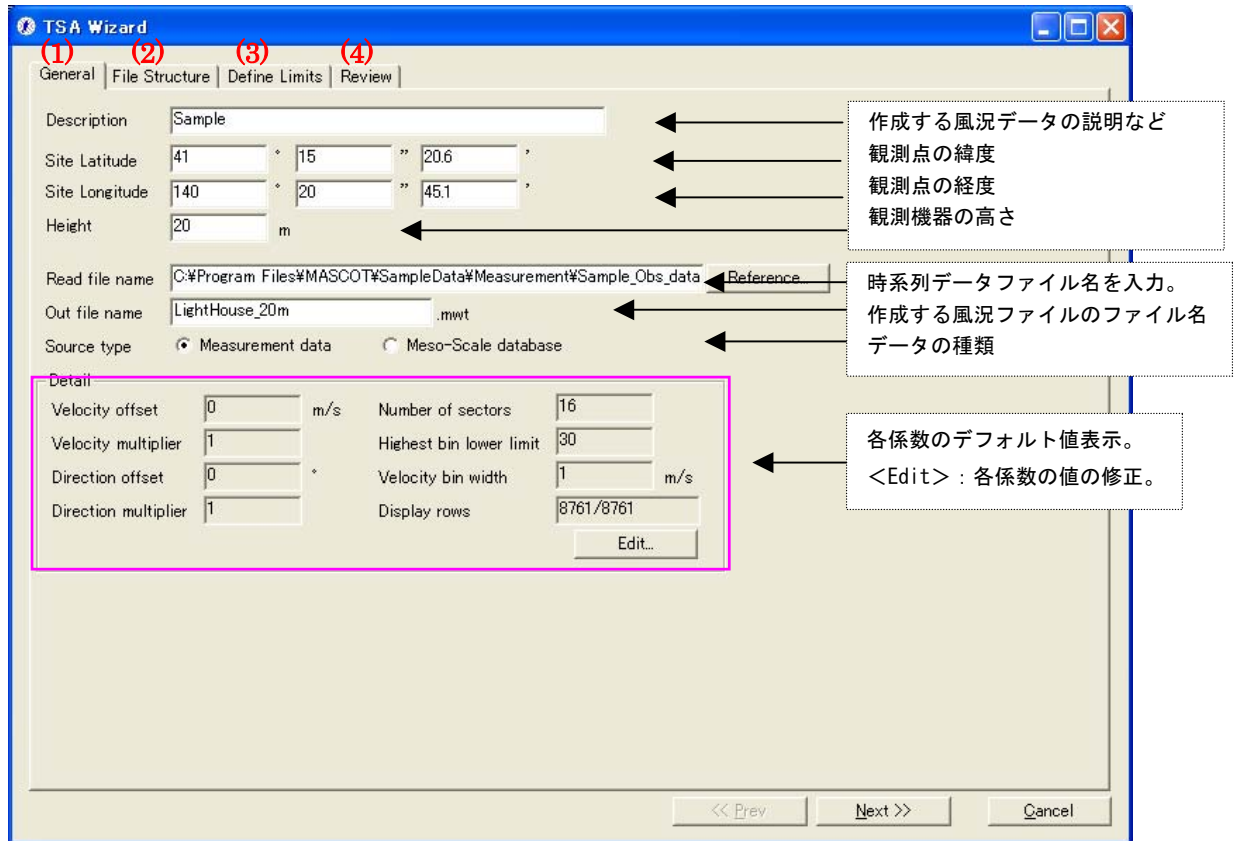 TSA Wizard
(1) (2) (3) (4)
General File Structure Define Limits Review
Description Sample
作成する風況データの説明など
Site Latitude 41 ° 15 ” 20.6 ’
観測点の緯度
Site Longitude 140 ° 20 ” 45.1 ’
観測点の経度
Height 20 m
観測機器の高さ
Read file name C:¥Program Files¥MASCOT¥SampleData¥Measurement¥Sample_Obs_data Reference...
時系列データファイル名を入力。
Out file name LightHouse_20m .mwt
作成する風況ファイルのファイル名
Source type Measurement data Meso-Scale database
データの種類
Detail
Velocity offset 0 m/s Number of sectors 16
Velocity multiplier 1 Highest bin lower limit 30
各係数のデフォルト値表示。
Direction offset 0 ° Velocity bin width 1 m/s
<Edit>:各係数の値の修正。
Direction multiplier 1 Display rows 8761/8761
Edit...
<< Prev Next >> Cancel